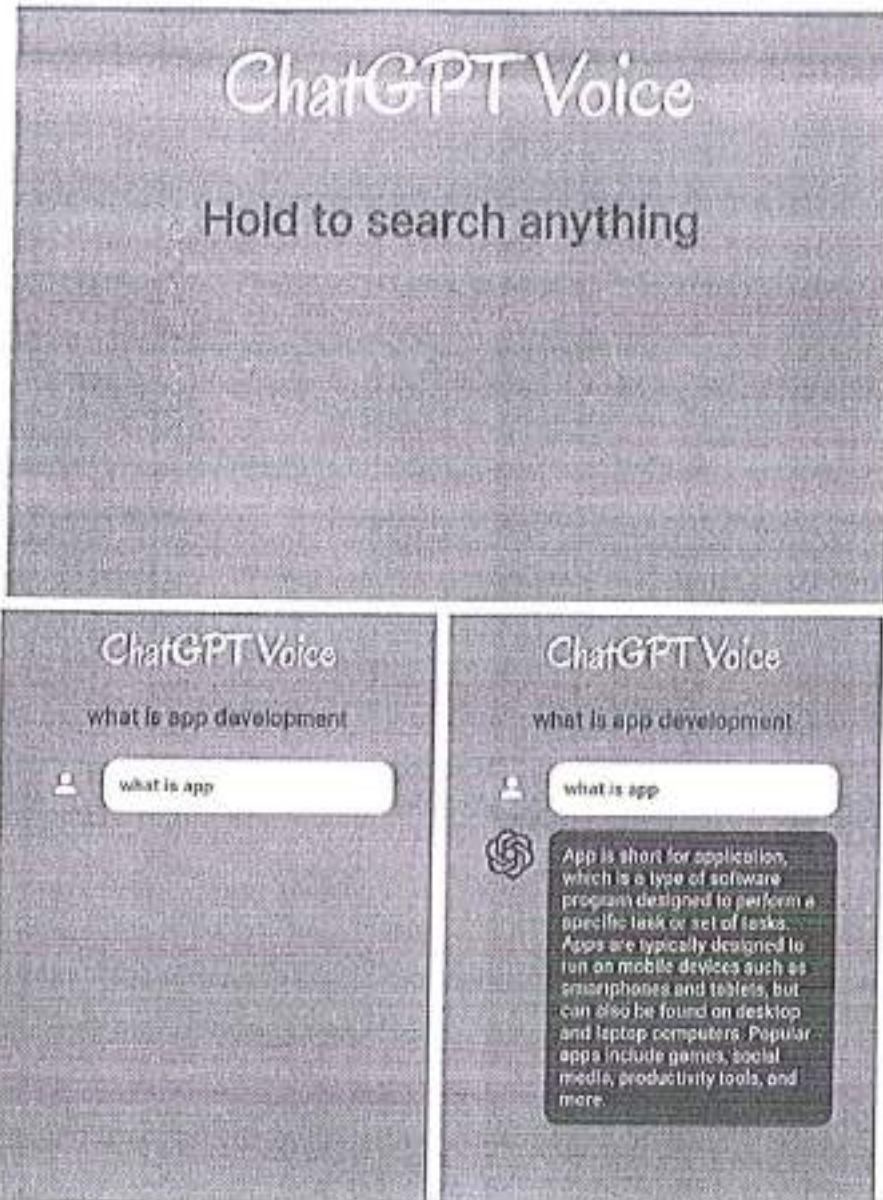 ChatGPT Voice
Hold to search anything
ChatGPT Voice
what is app development
what is app
ChatGPT Voice
what is app development
what is app
App is short for application,
which is a type of software
program designed to perform a
specific task or set of tasks.
Apps are typically designed to
run on mobile devices such as
smartphones and tablets, but
can also be found on desktop
and laptop computers. Popular
apps include games, social
media, productivity tools, and
more.